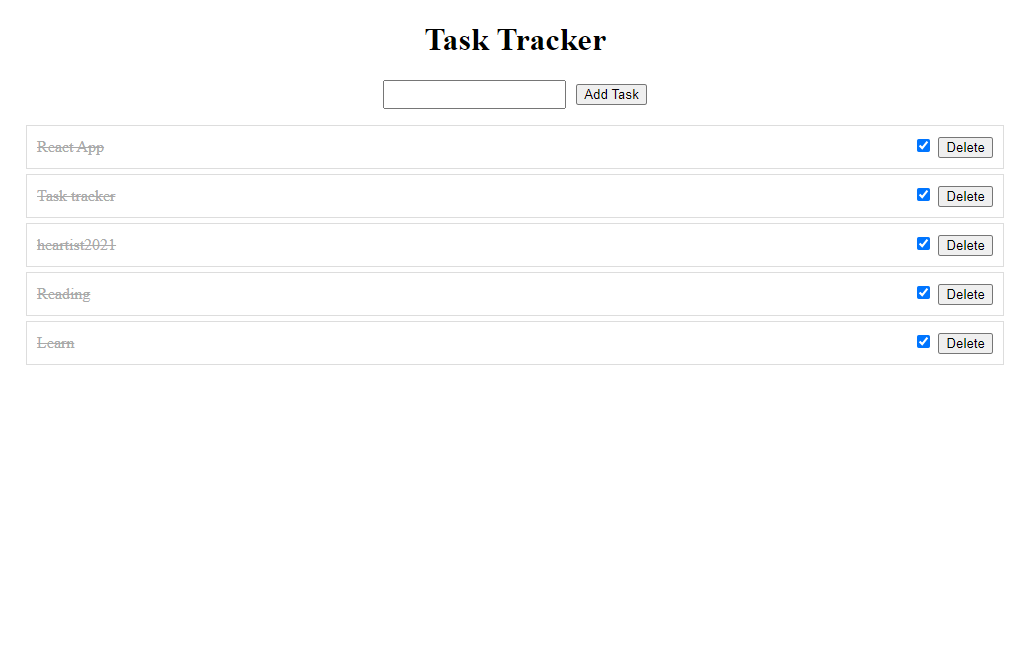 Task Tracker
Add Task
React App Delete
Task tracker Delete
heartist2021 Delete
Reading Delete
Learn Delete